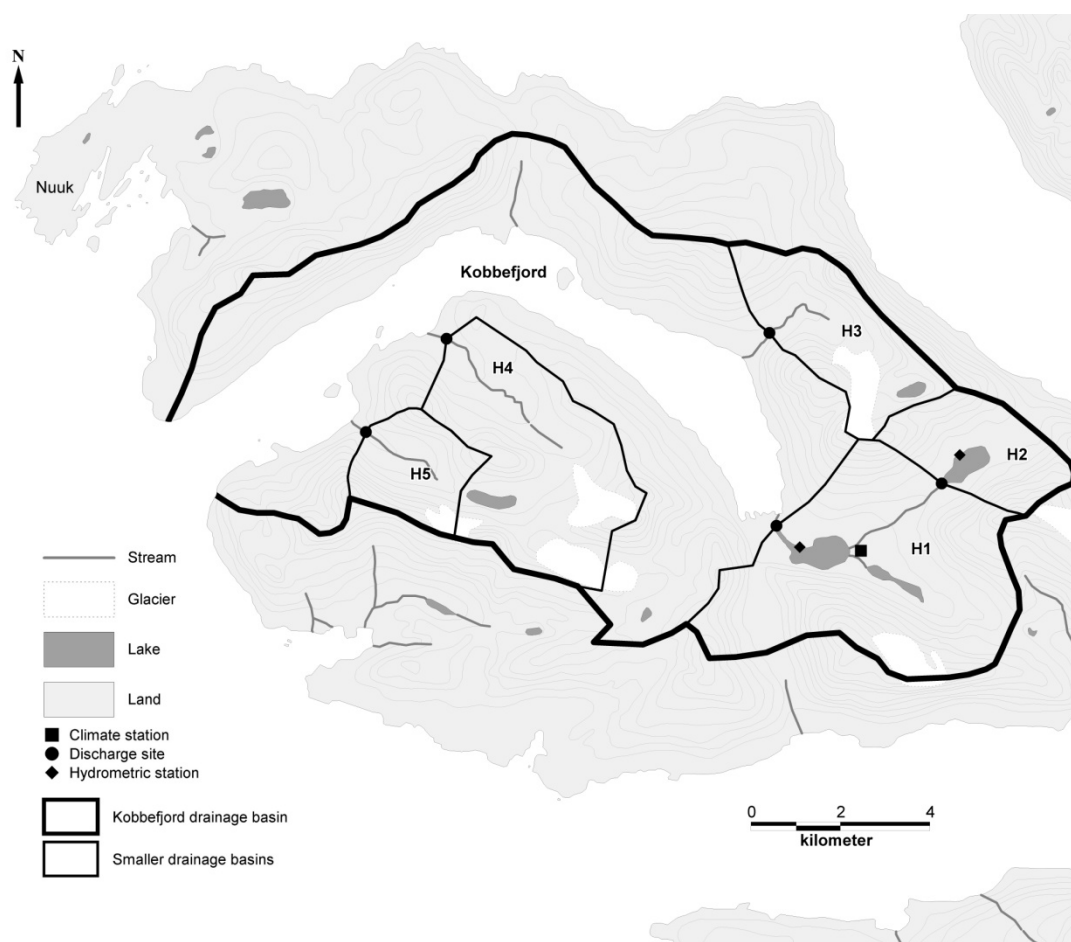 N
Nuuk
Kobbefjord
H3
H4
H2
H5
H1
Stream
Glacier
Lake
Land
Climate station
Discharge site
Hydrometric station
Kobbefjord drainage basin
Smaller drainage basins
0 2 4
kilometer